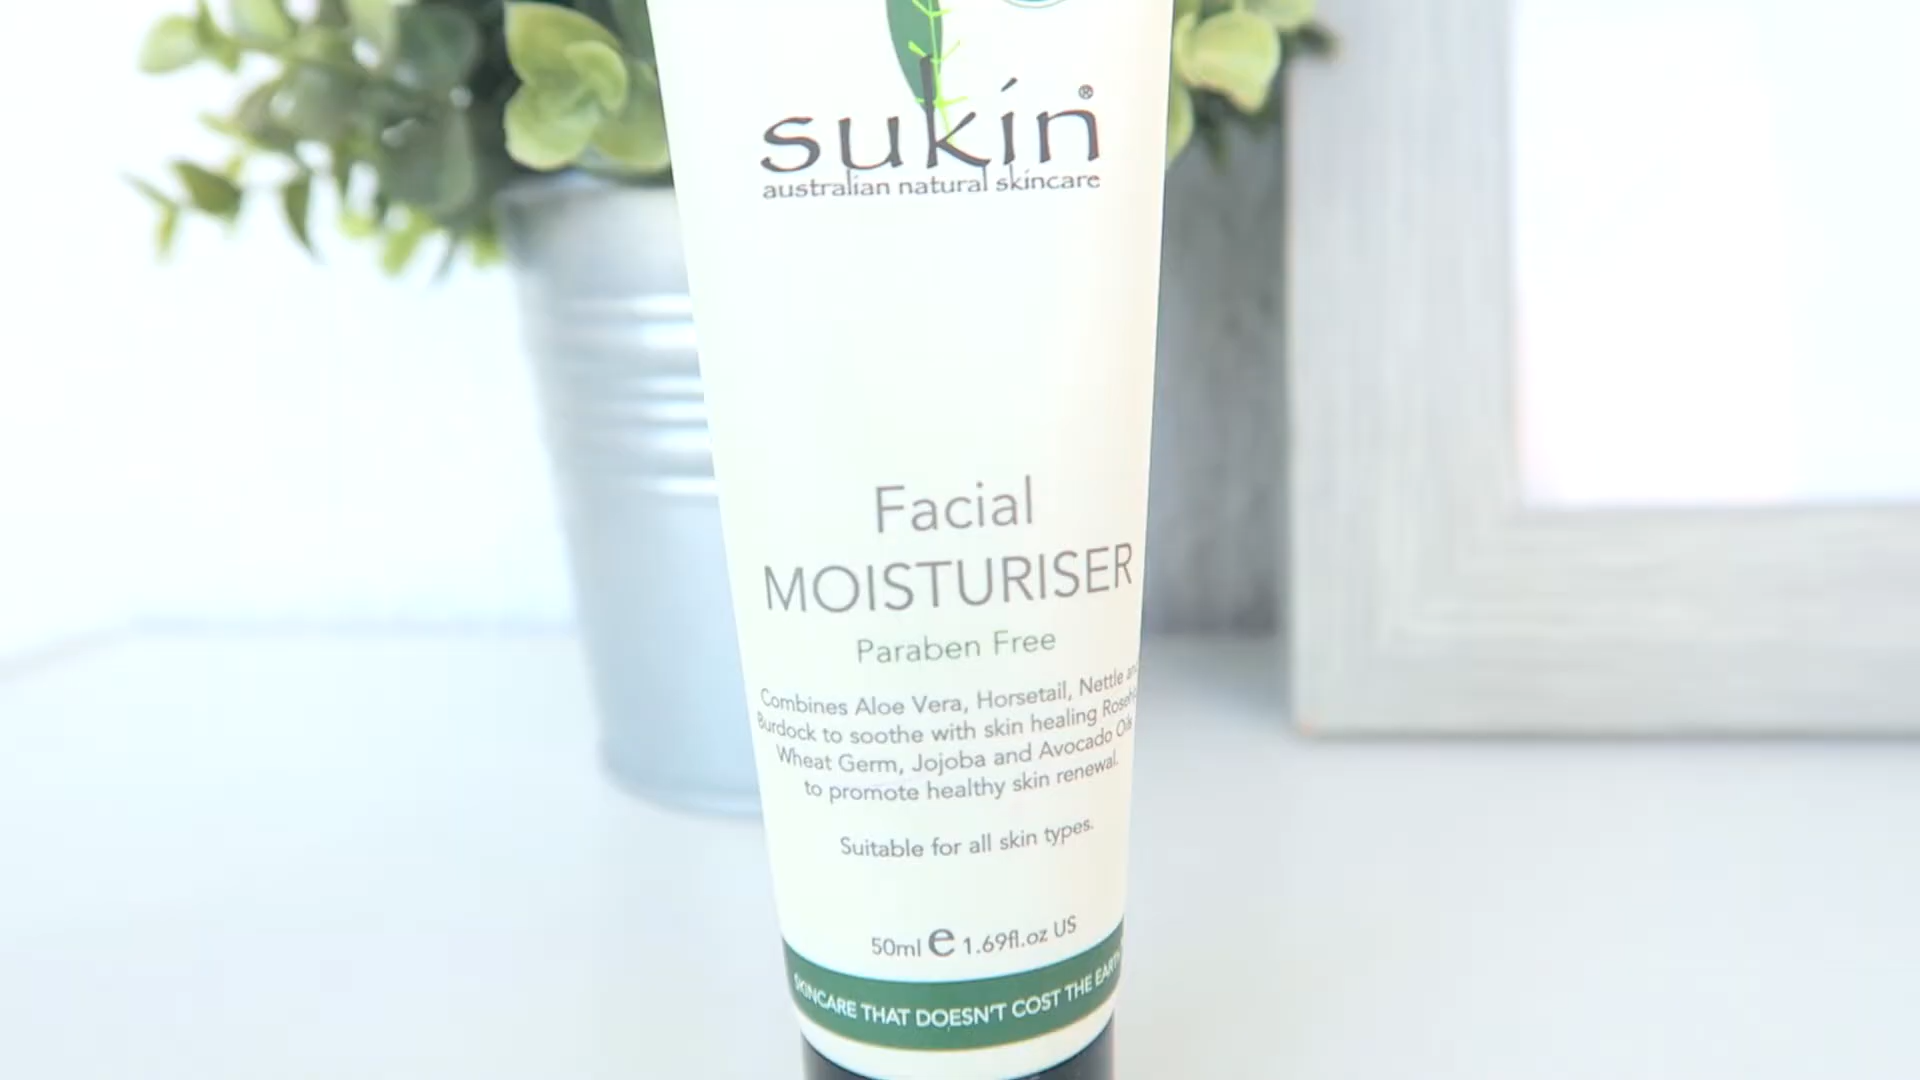 sukin®
australian natural skincare
Facial
MOISTURISER
Paraben Free
Combines Aloe Vera, Horsetail, Nettle
Burdock to soothe with skin healing
Wheat Germ, Jojoba and Avocado Oils
to promote healthy skin renewal.
Suitable for all skin types.
50ml e 1.69fl.oz US
SKINCARE THAT DOESN'T COST THE EARTH